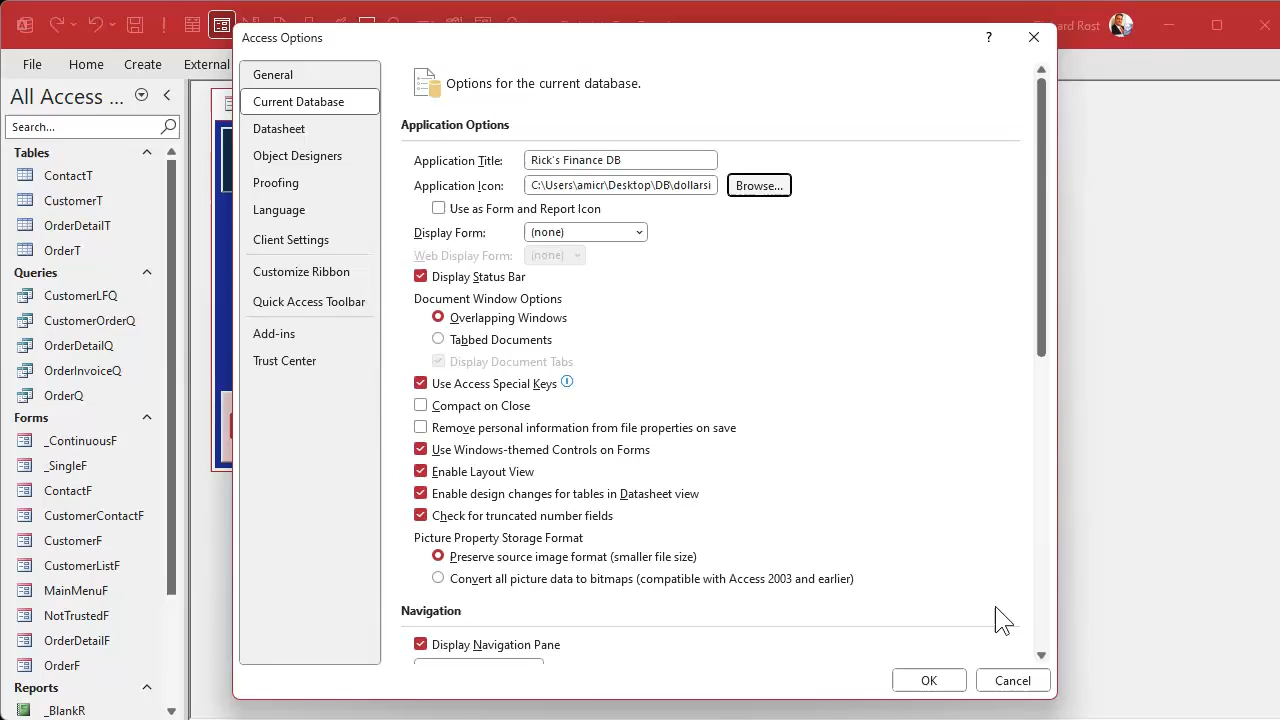 Access Options
?
rd Rost
File
Home
Create
External
All Access ...
Search...
Tables
ContactT
CustomerT
OrderDetailT
OrderT
Queries
CustomerLFQ
CustomerOrderQ
OrderDetailQ
OrderInvoiceQ
OrderQ
Forms
_ContinuousF
_SingleF
ContactF
CustomerContactF
CustomerF
CustomerListF
MainMenuF
NotTrustedF
OrderDetailF
OrderF
Reports
_BlankR
General
Current Database
Datasheet
Object Designers
Proofing
Language
Client Settings
Customize Ribbon
Quick Access Toolbar
Add-ins
Trust Center
Options for the current database.
Application Options
Application Title: Rick's Finance DB
Application Icon: C:\Users\amicr\Desktop\DB\dollarsi Browse...
Use as Form and Report Icon
Display Form: (none)
Web Display Form: (none)
Display Status Bar
Document Window Options
Overlapping Windows
Tabbed Documents
Display Document Tabs
Use Access Special Keys
Compact on Close
Remove personal information from file properties on save
Use Windows-themed Controls on Forms
Enable Layout View
Enable design changes for tables in Datasheet view
Check for truncated number fields
Picture Property Storage Format
Preserve source image format (smaller file size)
Convert all picture data to bitmaps (compatible with Access 2003 and earlier)
Navigation
Display Navigation Pane
OK
Cancel